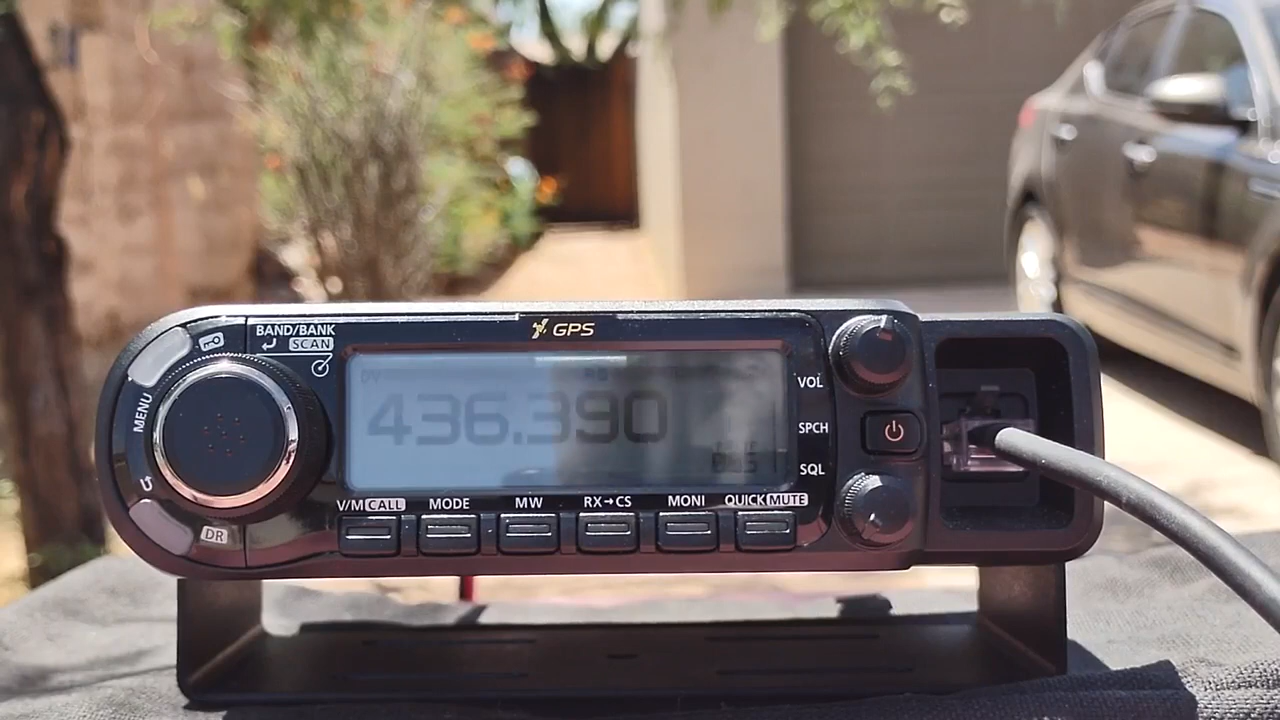 BAND/BANK
SCAN
GPS
MENU
DR
DV
436.390
VOL
SPCH
SQL
V/M CALL
MODE
MW
RX→CS
MONI
QUICK MUTE